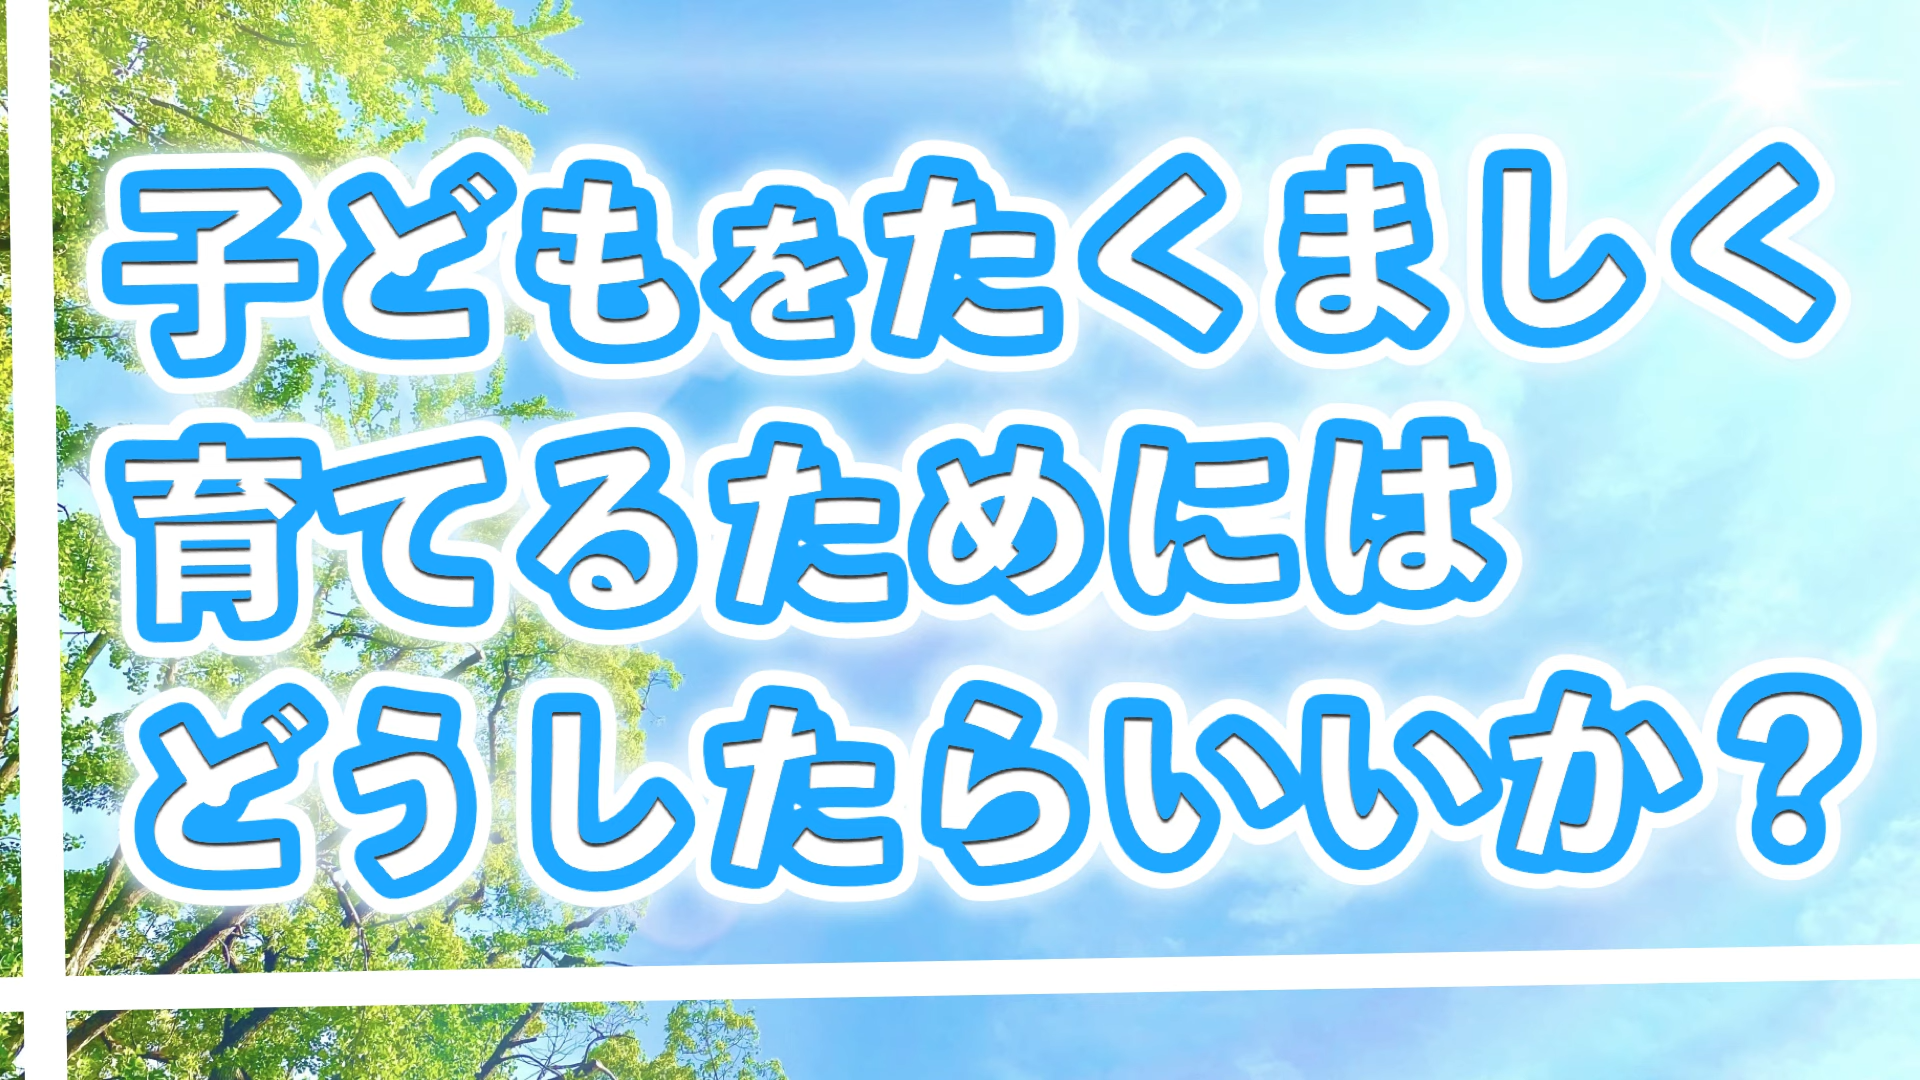 子どもをたくましく
育てるためには
どうしたらいいか？